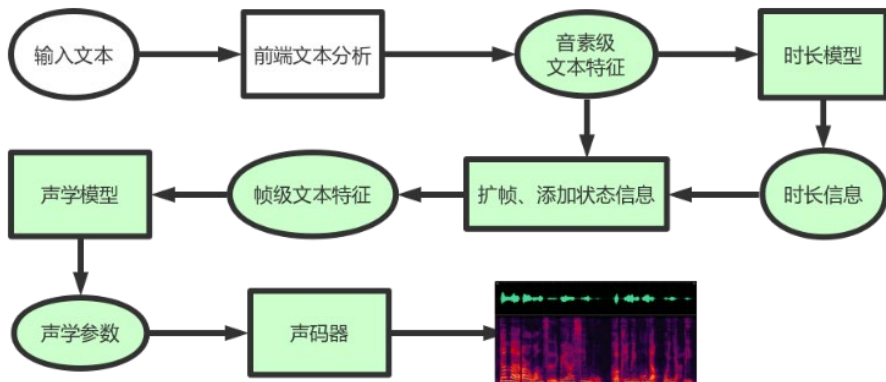 输入文本
前端文本分析
音素级
文本特征
时长模型
声学模型
帧级文本特征
扩帧、添加状态信息
时长信息
声学参数
声码器